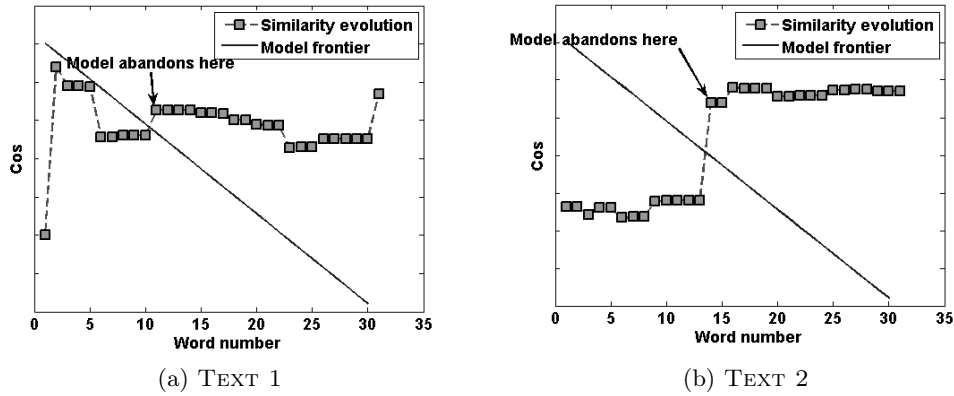 Similarity evolution
Model frontier
Model abandons here
Cos
0 5 10 15 20 25 30 35
Word number
(a) TEXT 1
Similarity evolution
Model frontier
Model abandons here
Cos
0 5 10 15 20 25 30 35
Word number
(b) TEXT 2